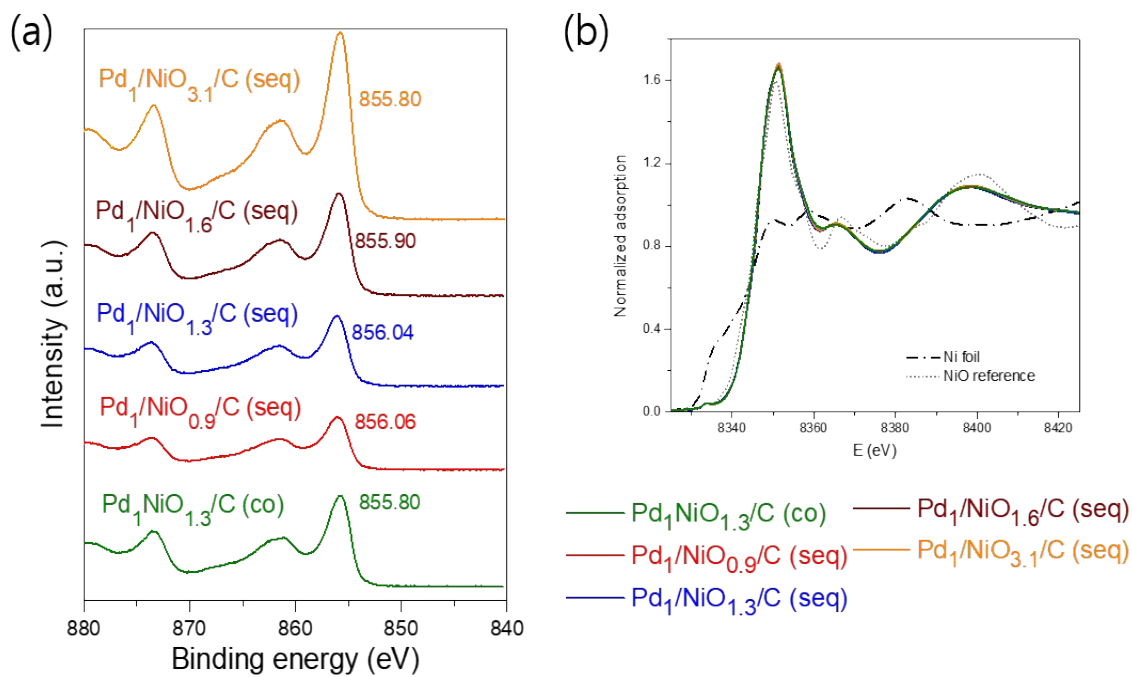 (a)
Pd1/NiO3.1/C (seq)
855.80
Pd1/NiO1.6/C (seq)
855.90
Pd1/NiO1.3/C (seq)
856.04
Pd1/NiO0.9/C (seq)
856.06
Pd1NiO1.3/C (co)
855.80
Intensity (a.u.)
880 870 860 850 840
Binding energy (eV)
(b)
1.6
1.2
0.8
0.4
0.0
Normalized adsorption
Ni foil
NiO reference
8340 8360 8380 8400 8420
E (eV)
Pd1NiO1.3/C (co)
Pd1/NiO0.9/C (seq)
Pd1/NiO1.3/C (seq)
Pd1/NiO1.6/C (seq)
Pd1/NiO3.1/C (seq)